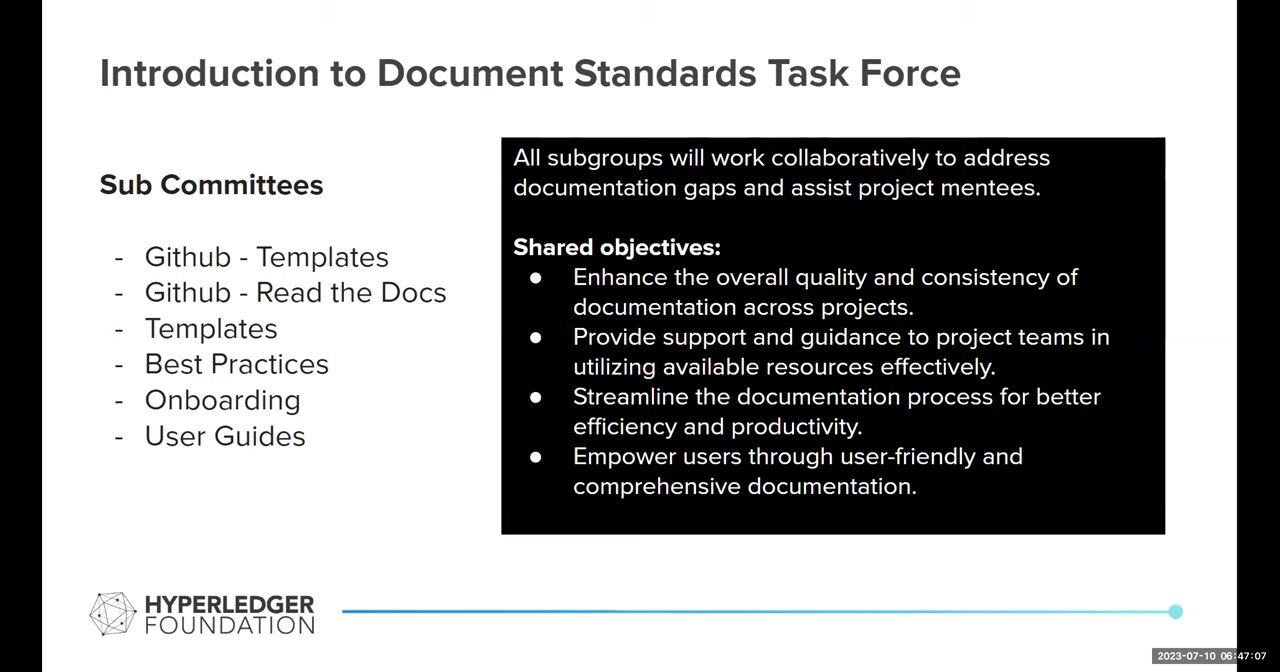 Introduction to Document Standards Task Force
Sub Committees
- Github - Templates
- Github - Read the Docs
- Templates
- Best Practices
- Onboarding
- User Guides
All subgroups will work collaboratively to address
documentation gaps and assist project mentees.
Shared objectives:
● Enhance the overall quality and consistency of
documentation across projects.
● Provide support and guidance to project teams in
utilizing available resources effectively.
● Streamline the documentation process for better
efficiency and productivity.
● Empower users through user-friendly and
comprehensive documentation.
HYPERLEDGER
FOUNDATION
2023-07-10 06:47:07